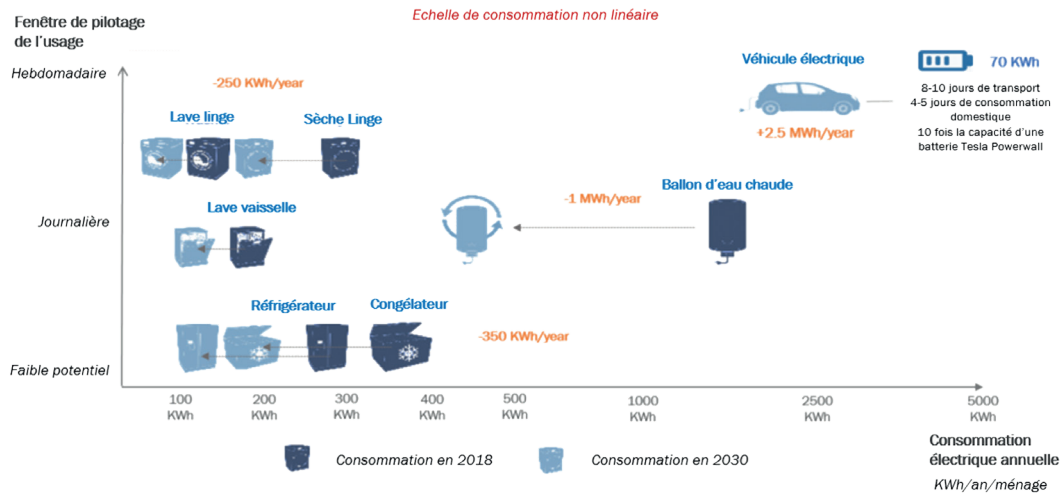 Echelle de consommation non linéaire
Fenêtre de pilotage
de l'usage
Hebdomadaire
-250 KWh/year
Véhicule électrique
70 KWh
8-10 jours de transport
4-5 jours de consommation
domestique
10 fois la capacité d'une
batterie Tesla Powerwall
+2.5 MWh/year
Lave linge
Sèche Linge
Ballon d'eau chaude
-1 MWh/year
Journalière
Lave vaisselle
Réfrigérateur
Congélateur
-350 KWh/year
Faible potentiel
100
KWh
200
KWh
300
KWh
400
KWh
500
KWh
1000
KWh
2500
KWh
5000
KWh
Consommation
électrique annuelle
KWh/an/ménage
Consommation en 2018
Consommation en 2030